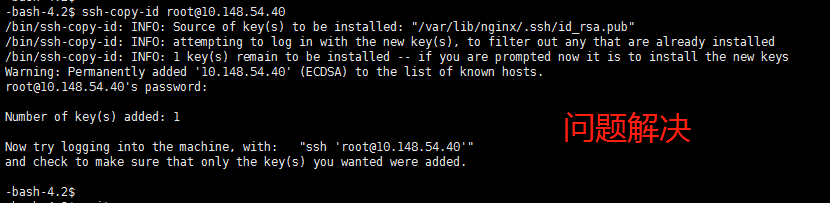 -bash-4.2$ ssh-copy-id root@10.148.54.40
/bin/ssh-copy-id: INFO: Source of key(s) to be installed: "/var/lib/nginx/.ssh/id_rsa.pub"
/bin/ssh-copy-id: INFO: attempting to log in with the new key(s), to filter out any that are already installed
/bin/ssh-copy-id: INFO: 1 key(s) remain to be installed -- if you are prompted now it is to install the new keys
Warning: Permanently added '10.148.54.40' (ECDSA) to the list of known hosts.
root@10.148.54.40's password:
Number of key(s) added: 1
问题解决
Now try logging into the machine, with:   "ssh 'root@10.148.54.40'"
and check to make sure that only the key(s) you wanted were added.
-bash-4.2$